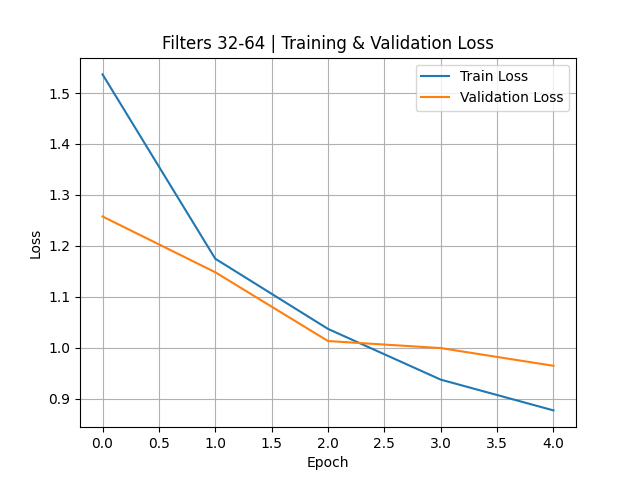 Filters 32-64 | Training & Validation Loss
Train Loss
Validation Loss
Loss
1.5
1.4
1.3
1.2
1.1
1.0
0.9
0.0 0.5 1.0 1.5 2.0 2.5 3.0 3.5 4.0
Epoch